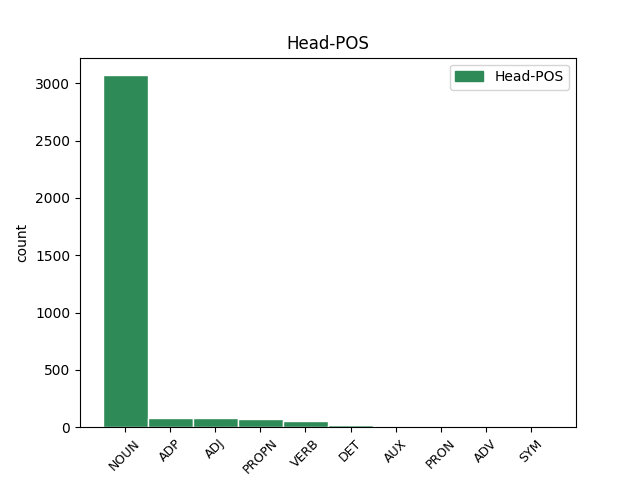 Head-POS
Head-POS
3000
2500
2000
1500
1000
500
0
count
NOUN ADP ADJ PROPN VERB DET AUX PRON ADV SYM